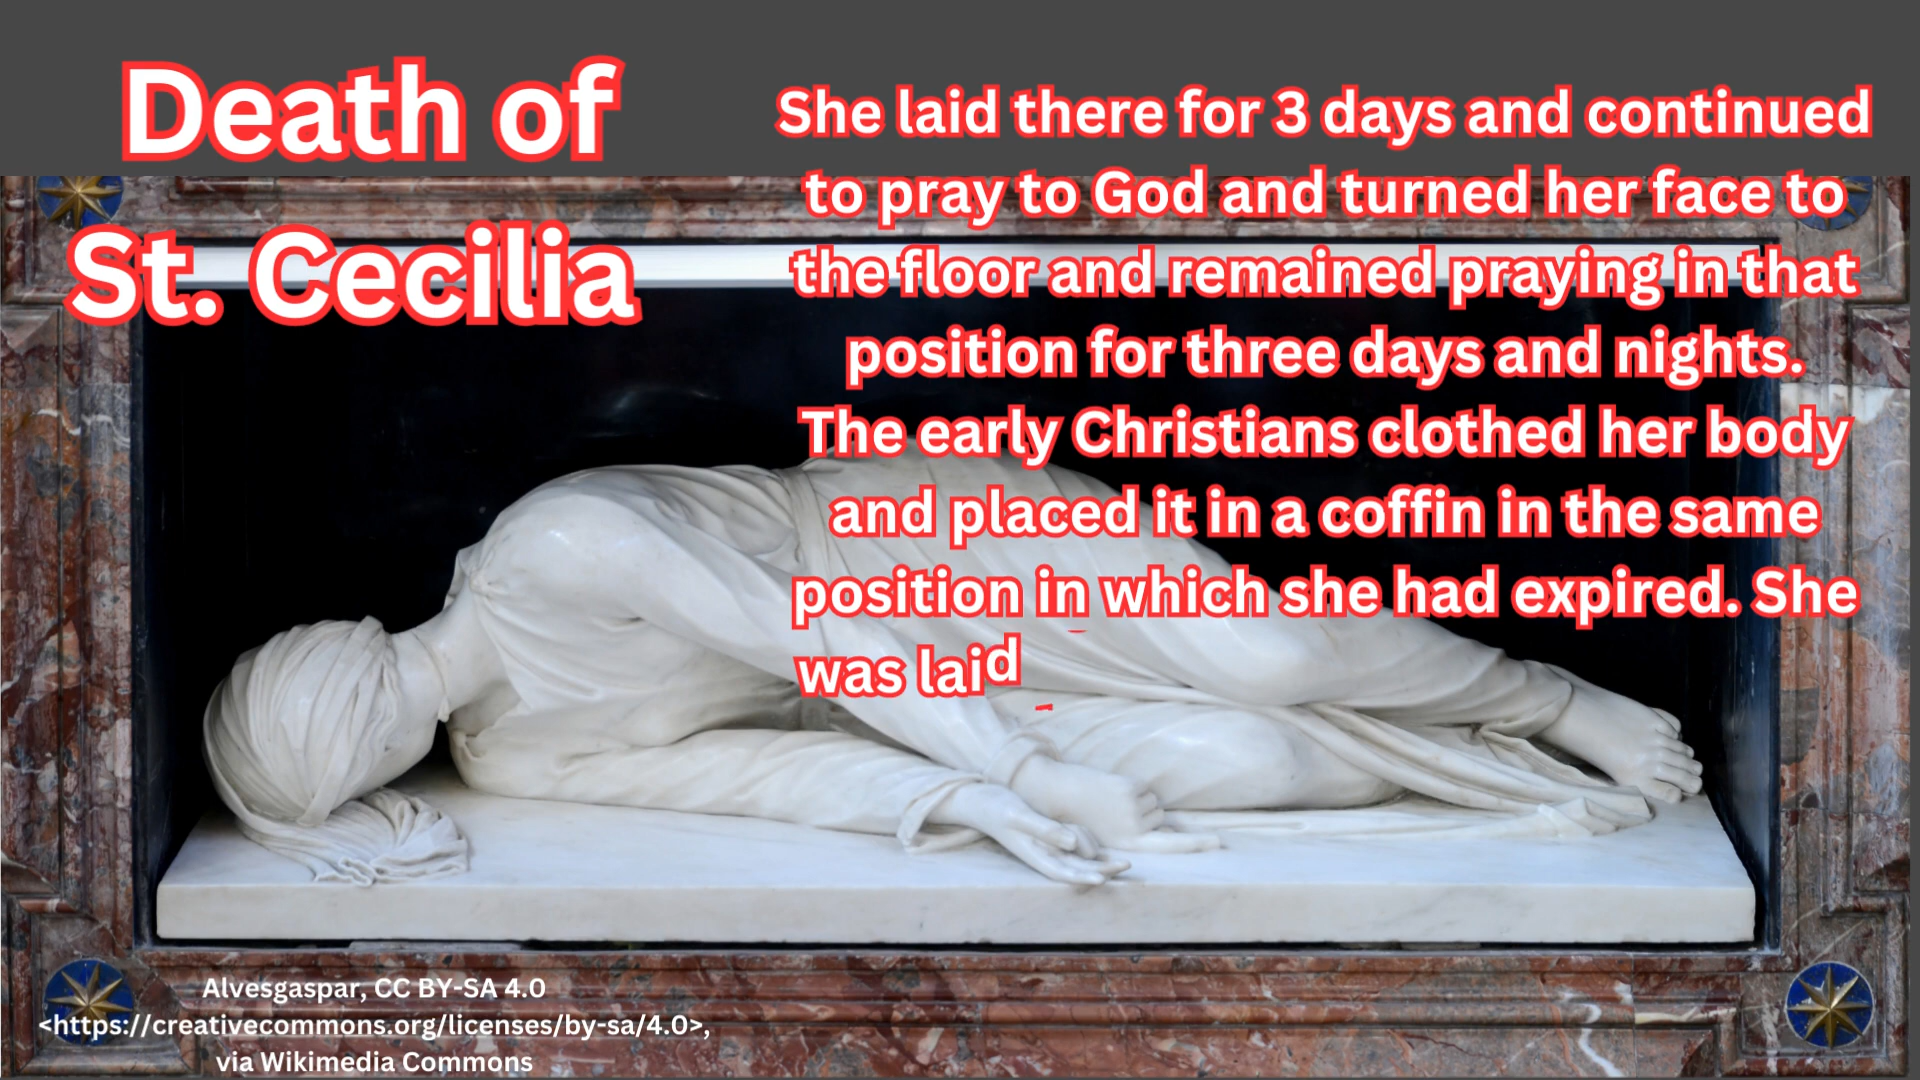 Death of
St. Cecilia
She laid there for 3 days and continued
to pray to God and turned her face to
the floor and remained praying in that
position for three days and nights.
The early Christians clothed her body
and placed it in a coffin in the same
position in which she had expired. She
was laid
Alvesgaspar, CC BY-SA 4.0
<https://creativecommons.org/licenses/by-sa/4.0>,
via Wikimedia Commons